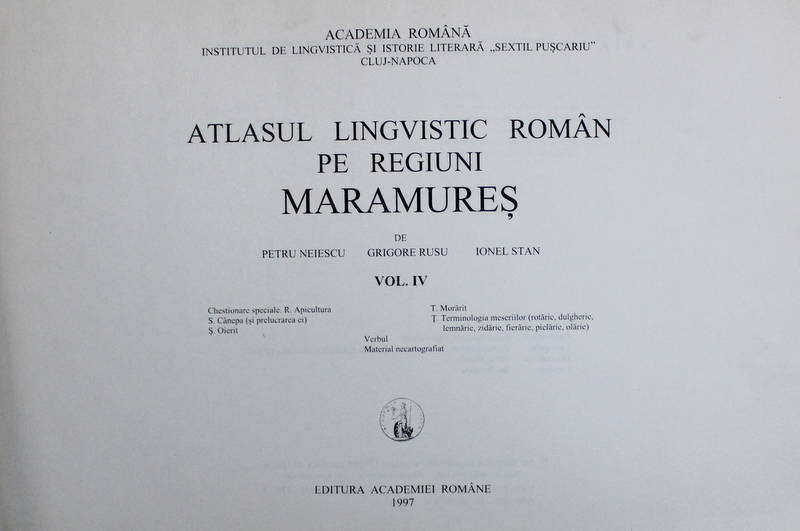 ACADEMIA ROMÂNĂ
INSTITUTUL DE LINGVISTICĂ ȘI ISTORIE LITERARĂ „SEXTIL PUȘCARIU”
CLUJ-NAPOCA
ATLASUL LINGVISTIC ROMÂN
PE REGIUNI
MARAMUREȘ
DE
PETRU NEIESCU GRIGORE RUSU IONEL STAN
VOL. IV
Chestionare speciale. R. Apicultura
S. Cânepa (și prelucrarea ei)
Ș. Oierit
T. Morărit
Ț. Terminologia meseriilor (rotărie, dulgherie,
lemnărie, zidărie, fierărie, pielărie, olărie)
Verbul
Material necartografiat
EDITURA ACADEMIEI ROMÂNE
1997